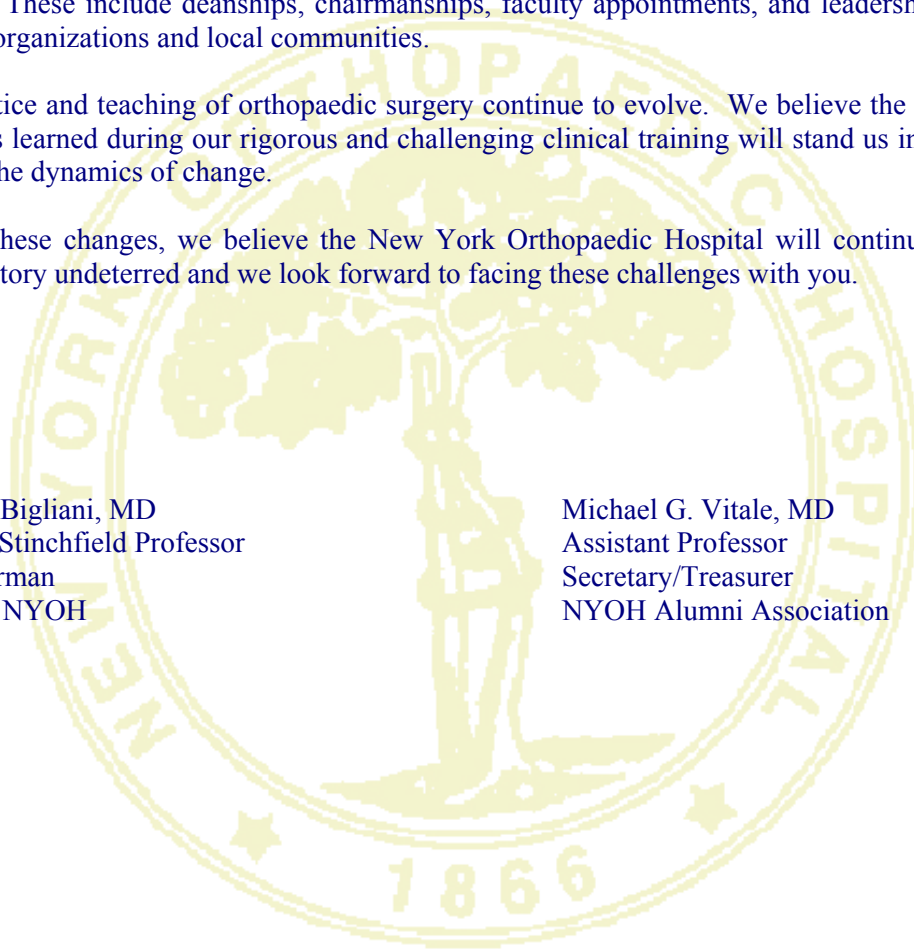 These include deanships, chairmanships, faculty appointments, and leadersh
organizations and local communities.
tice and teaching of orthopaedic surgery continue to evolve. We believe the
s learned during our rigorous and challenging clinical training will stand us in
he dynamics of change.
hese changes, we believe the New York Orthopaedic Hospital will continu
tory undeterred and we look forward to facing these challenges with you.
Bigliani, MD
Stinchfield Professor
rman
NYOH
Michael G. Vitale, MD
Assistant Professor
Secretary/Treasurer
NYOH Alumni Association
NEW YORK ORTHOPAEDIC HOSPITAL
1866